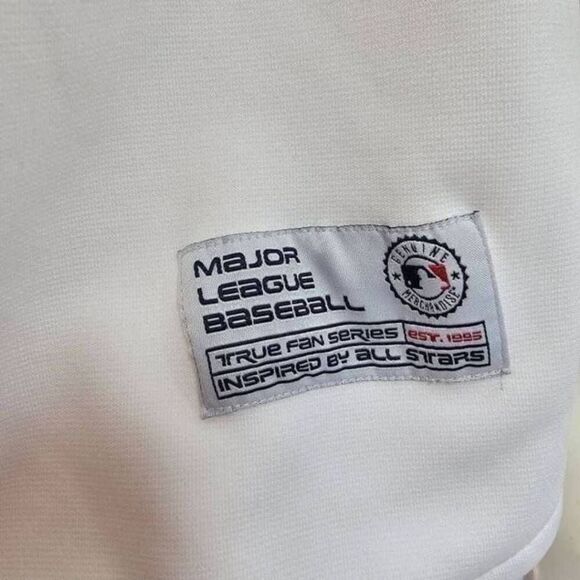 Major
League
Baseball
GENUINE
MERCHANDISE
True Fan Series est. 1995
Inspired by All Stars